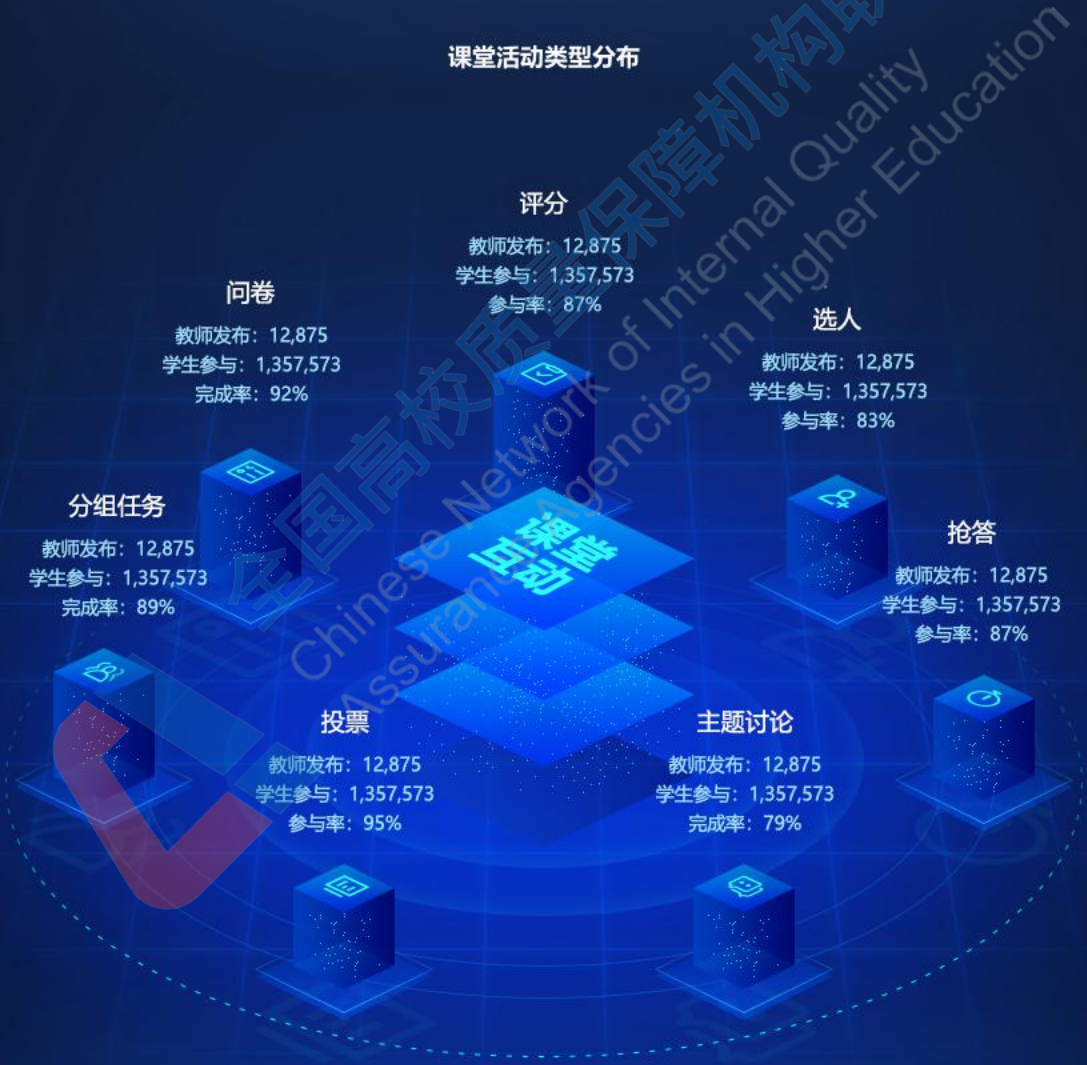 课堂活动类型分布
评分
教师发布：12,875
学生参与：1,357,573
参与率：87%
问卷
教师发布：12,875
学生参与：1,357,573
完成率：92%
选人
教师发布：12,875
学生参与：1,357,573
参与率：83%
分组任务
教师发布：12,875
学生参与：1,357,573
完成率：89%
抢答
教师发布：12,875
学生参与：1,357,573
参与率：87%
课堂
互动
投票
教师发布：12,875
学生参与：1,357,573
参与率：95%
主题讨论
教师发布：12,875
学生参与：1,357,573
完成率：79%
全国高校质量保障机构联
Chinese Network of Internal Quality
Assurance Agencies in Higher Education